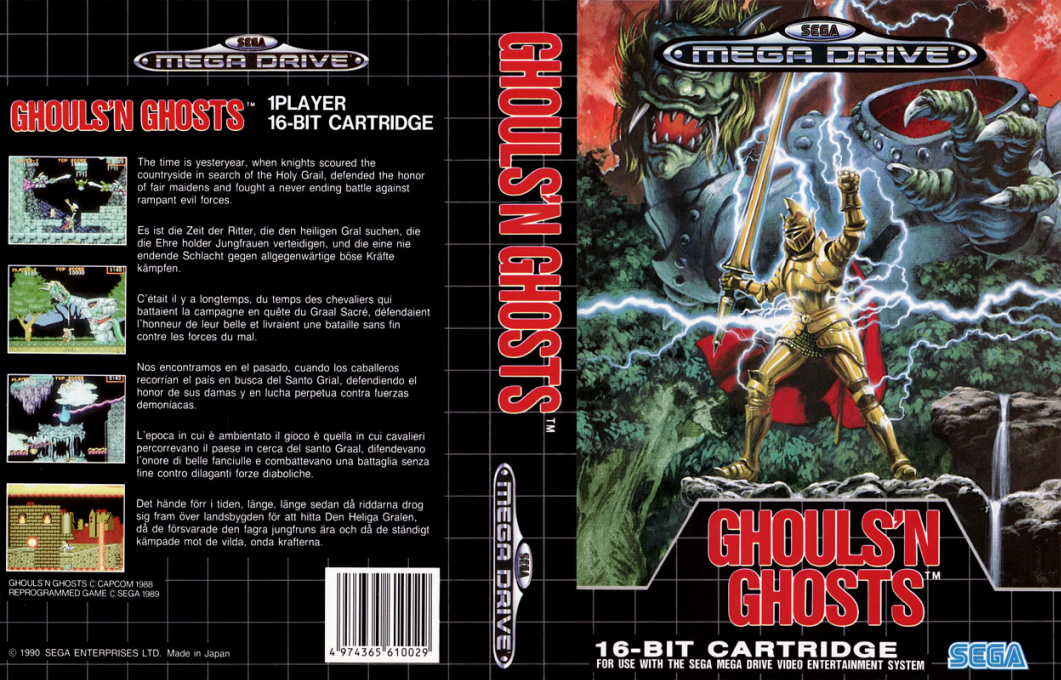 SEGA
MEGA DRIVE
GHOULS'N GHOSTS™
1PLAYER
16-BIT CARTRIDGE
The time is yesteryear, when knights scoured the
countryside in search of the Holy Grail, defended the honor
of fair maidens and fought a never ending battle against
rampant evil forces.
Es ist die Zeit der Ritter, die den heiligen Gral suchen, die
die Ehre holder Jungfrauen verteidigen, und die eine nie
endende Schlacht gegen allgegenwärtige böse Kräfte
kämpfen.
C'était il y a longtemps, du temps des chevaliers qui
battaient la campagne en quête du Graal Sacré, défendaient
l'honneur de leur belle et livraient une bataille sans fin
contre les forces du mal.
Nos encontramos en el pasado, cuando los caballeros
recorrían el país en busca del Santo Grial, defendiendo el
honor de sus damas y en lucha perpetua contra fuerzas
demoníacas.
L'epoca in cui è ambientato il gioco è quella in cui cavalieri
percorrevano il paese in cerca del santo Graal, difendevano
l'onore di belle fanciulle e combattevano una battaglia senza
fine contro dilaganti forze diaboliche.
Det hände förr i tiden, länge, länge sedan då riddarna drog
sig fram över landsbygden för att hitta Den Heliga Gralen,
då de försvarade den fagra jungfruns ära och då de ständigt
kämpade mot de vilda, onda krafterna.
GHOULS N GHOSTS © CAPCOM 1988
REPROGRAMMED GAME © SEGA 1989
© 1990 SEGA ENTERPRISES LTD. Made in Japan
4 974365 610029
GHOULS'N GHOSTS™
SEGA
MEGA DRIVE
SEGA
MEGA DRIVE
GHOULS'N
GHOSTS™
16-BIT CARTRIDGE
FOR USE WITH THE SEGA MEGA DRIVE VIDEO ENTERTAINMENT SYSTEM
SEGA